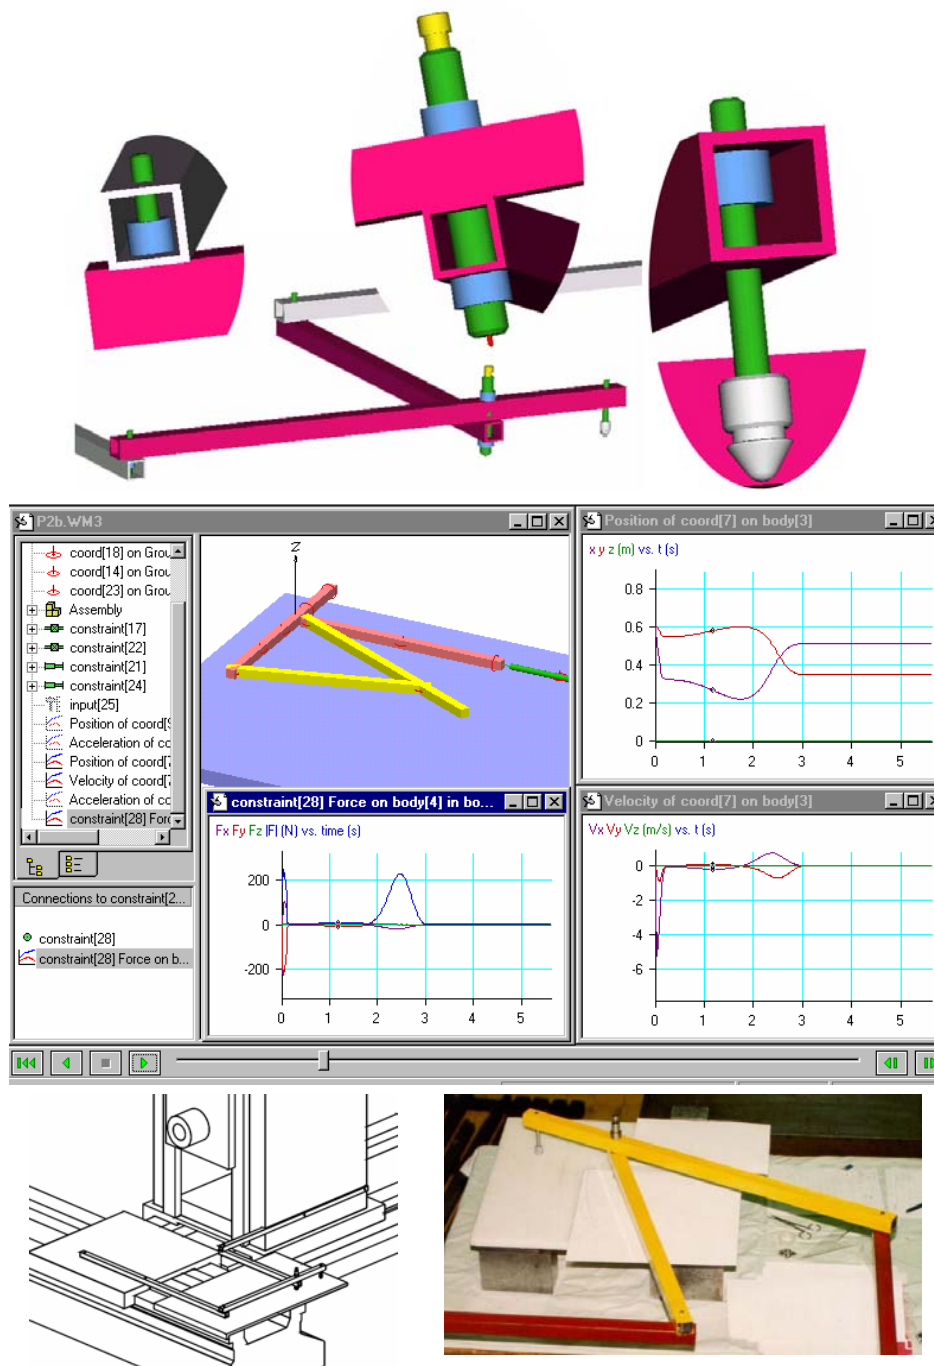 P2b.WM3
coord[18] on Grou
coord[14] on Grou
coord[23] on Grou
Assembly
constraint[17]
constraint[22]
constraint[21]
constraint[24]
input[25]
Position of coord[9
Acceleration of cc
Position of coord[7
Velocity of coord[7
Acceleration of cc
constraint[28] Forc
Connections to constraint[2...
constraint[28]
constraint[28] Force on b...
Z
constraint[28] Force on body[4] in bo...
Fx Fy Fz |F| (N) vs. time (s)
200
0
-200
0 1 2 3 4 5
Position of coord[7] on body[3]
x y z (m) vs. t (s)
0.8
0.6
0.4
0.2
0
0 1 2 3 4 5
Velocity of coord[7] on body[3]
Vx Vy Vz (m/s) vs. t (s)
0
-2
-4
-6
0 1 2 3 4 5